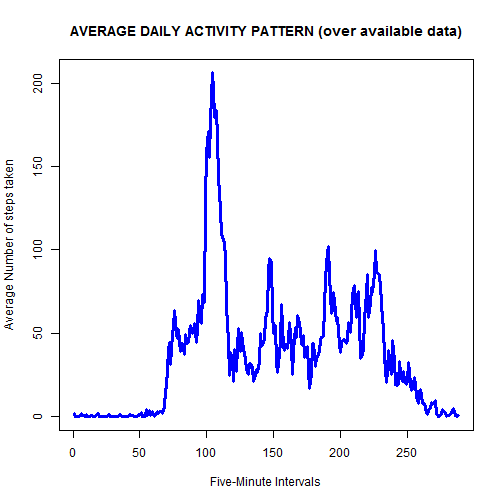 AVERAGE DAILY ACTIVITY PATTERN (over available data)
200
150
100
50
0
Average Number of steps taken
0 50 100 150 200 250
Five-Minute Intervals